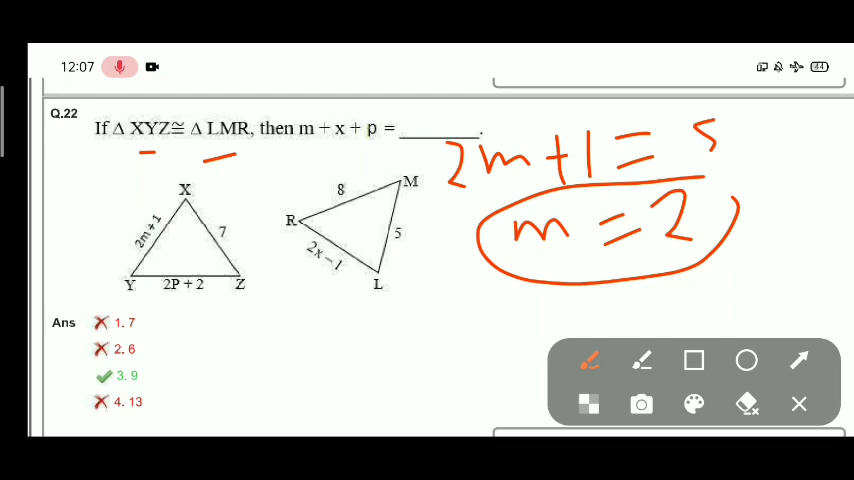 12:07
44
Q.22
If Δ XYZ≅ Δ LMR, then m + x + p = ________.
2m+1=5
m=2
X
2m+1
7
Y
2P + 2
Z
M
8
R
5
2x – 1
L
Ans
1. 7
2. 6
3. 9
4. 13